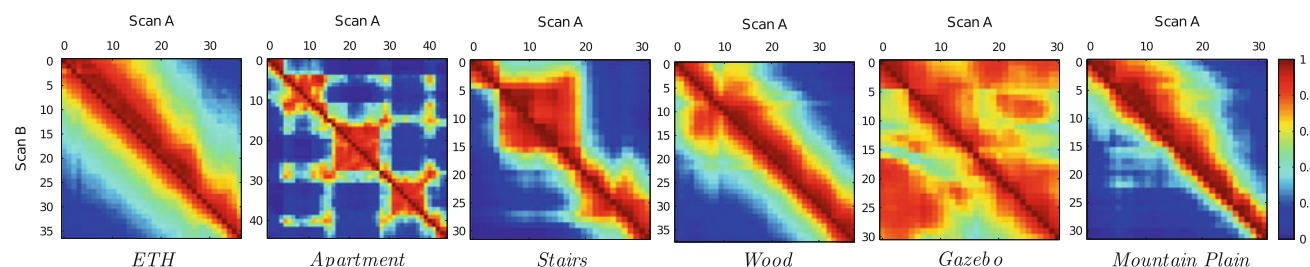 Scan A Scan A Scan A Scan A Scan A Scan A
0 10 20 30 0 10 20 30 40 0 10 20 30 0 10 20 30 0 10 20 30 0 10 20 30
Scan B
0 5 10 15 20 25 30 35
0 10 20 30 40
0 5 10 15 20 25 30
0 5 10 15 20 25 30 35
0 5 10 15 20 25 30
0 5 10 15 20 25 30
1
0.
0.
0.
0.
0
ETH Apartment Stairs Wood Gazebo Mountain Plain